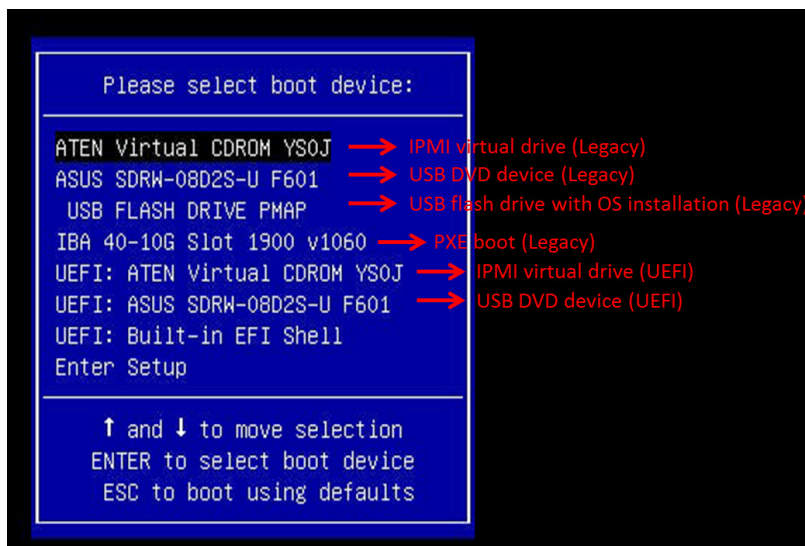 Please select boot device:
ATEN Virtual CDROM YS0J IPMI virtual drive (Legacy)
ASUS SDRW-08D2S-U F601 USB DVD device (Legacy)
USB FLASH DRIVE PMAP USB flash drive with OS installation (Legacy)
IBA 40-10G Slot 1900 v1060 PXE boot (Legacy)
UEFI: ATEN Virtual CDROM YS0J IPMI virtual drive (UEFI)
UEFI: ASUS SDRW-08D2S-U F601 USB DVD device (UEFI)
UEFI: Built-in EFI Shell
Enter Setup
↑ and ↓ to move selection
ENTER to select boot device
ESC to boot using defaults